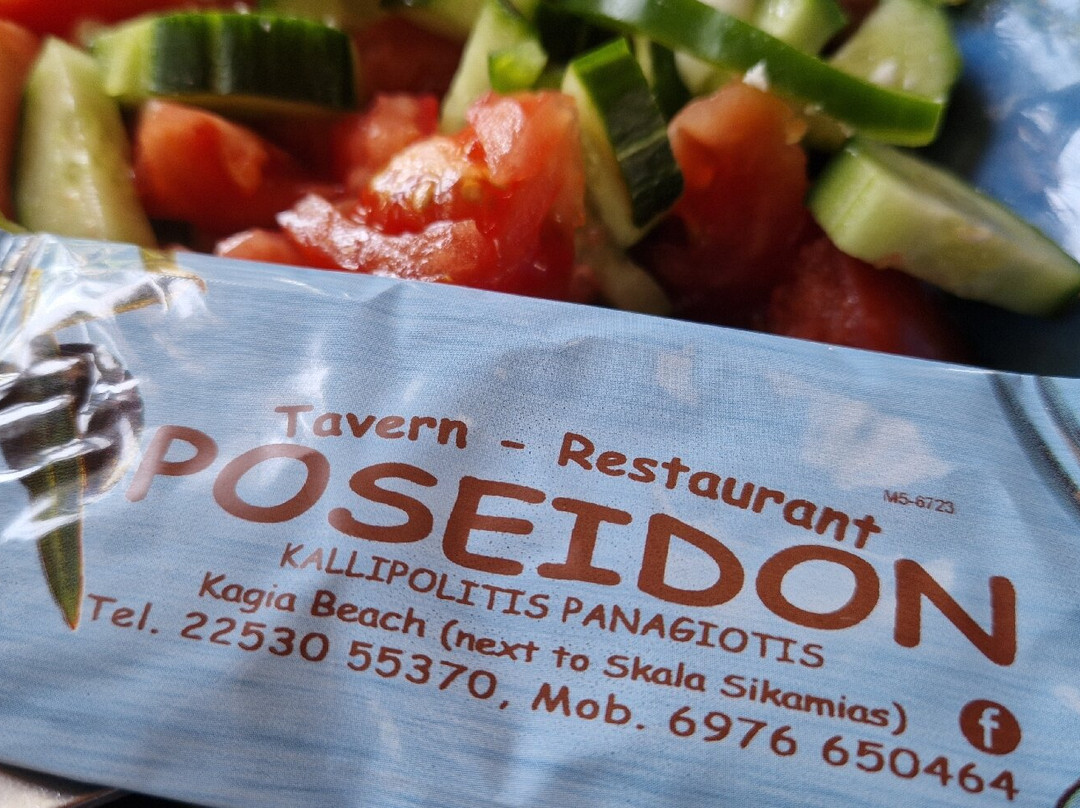 Tavern - Restaurant
M5-6723
POSEIDON
KALLIPOLITIS PANAGIOTIS
Kagia Beach (next to Skala Sikamias)
Tel. 22530 55370, Mob. 6976 650464
f